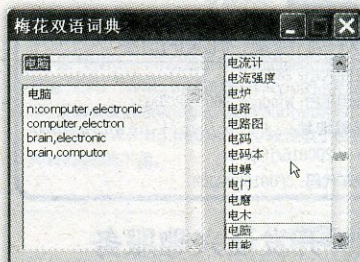 梅花双语词典
电脑
电脑
n:computer,electronic
computer,electron
brain,electronic
brain,computor
电流计
电流强度
电炉
电路
电路图
电码
电码本
电鳗
电门
电磨
电木
电脑
电能